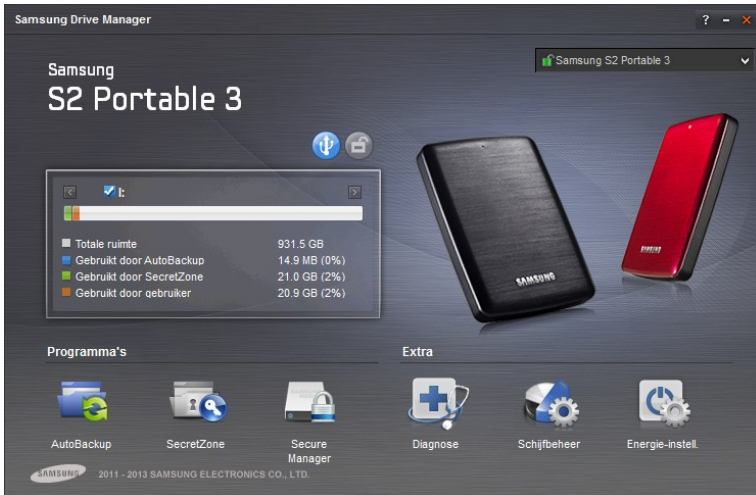 Samsung Drive Manager
? - ×
Samsung S2 Portable 3
Samsung
S2 Portable 3
I:
Totale ruimte 931.5 GB
Gebruikt door AutoBackup 14.9 MB (0%)
Gebruikt door SecretZone 21.0 GB (2%)
Gebruikt door gebruiker 20.9 GB (2%)
SAMSUNG
SAMSUNG
Programma's
Extra
AutoBackup
SecretZone
Secure
Manager
Diagnose
Schijfbeheer
Energie-instell.
SAMSUNG 2011 - 2013 SAMSUNG ELECTRONICS CO., LTD.